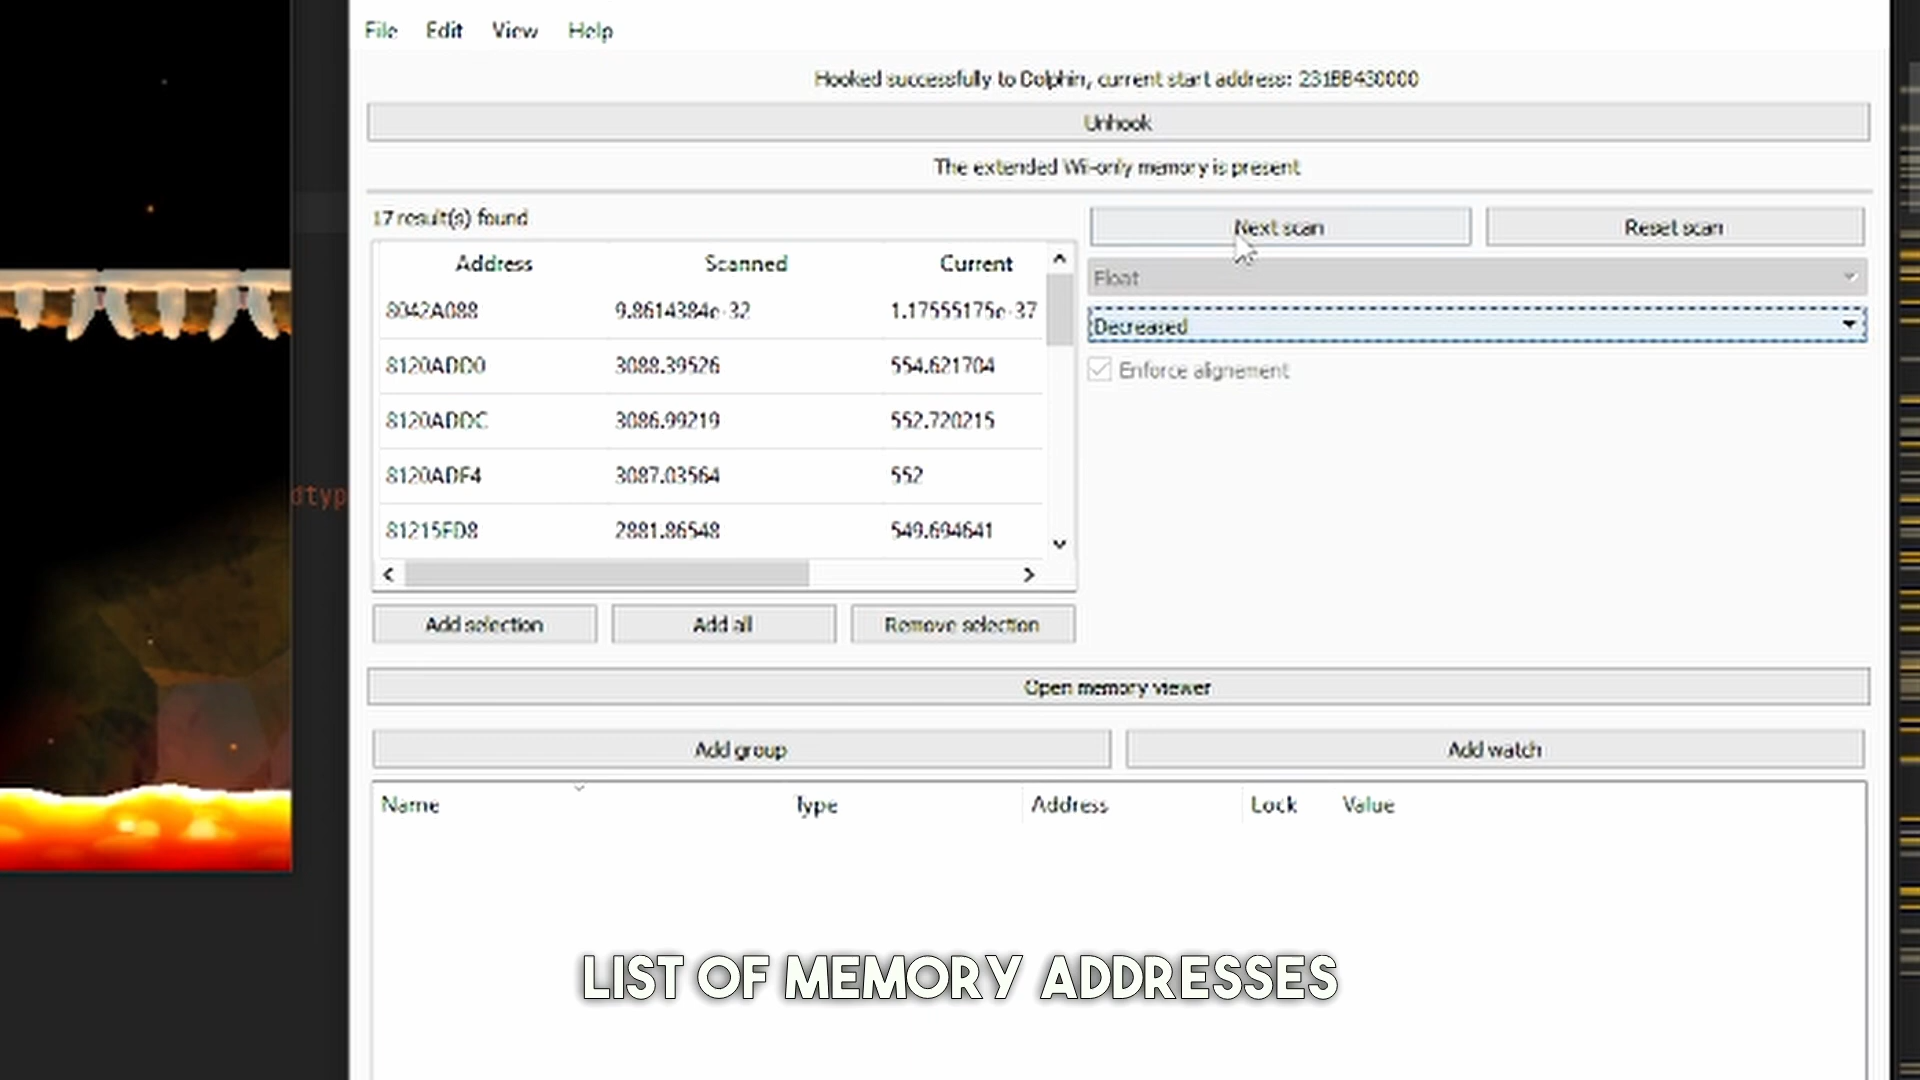 File Edit View Help
Hooked successfully to Dolphin, current start address: 231BB430000
Unhook
The extended Wii-only memory is present
17 result(s) found
Next scan Reset scan
Address Scanned Current
Float
8042A088 9.8614384e-32 1.17555175e-37
Decreased
8120ADD0 3088.39526 554.621704
Enforce alignement
8120ADDC 3086.99219 552.720215
8120ADF4 3087.03564 552
dtyp
81215FD8 2881.86548 549.694641
Add selection Add all Remove selection
Open memory viewer
Add group Add watch
Name Type Address Lock Value
LIST OF MEMORY ADDRESSES